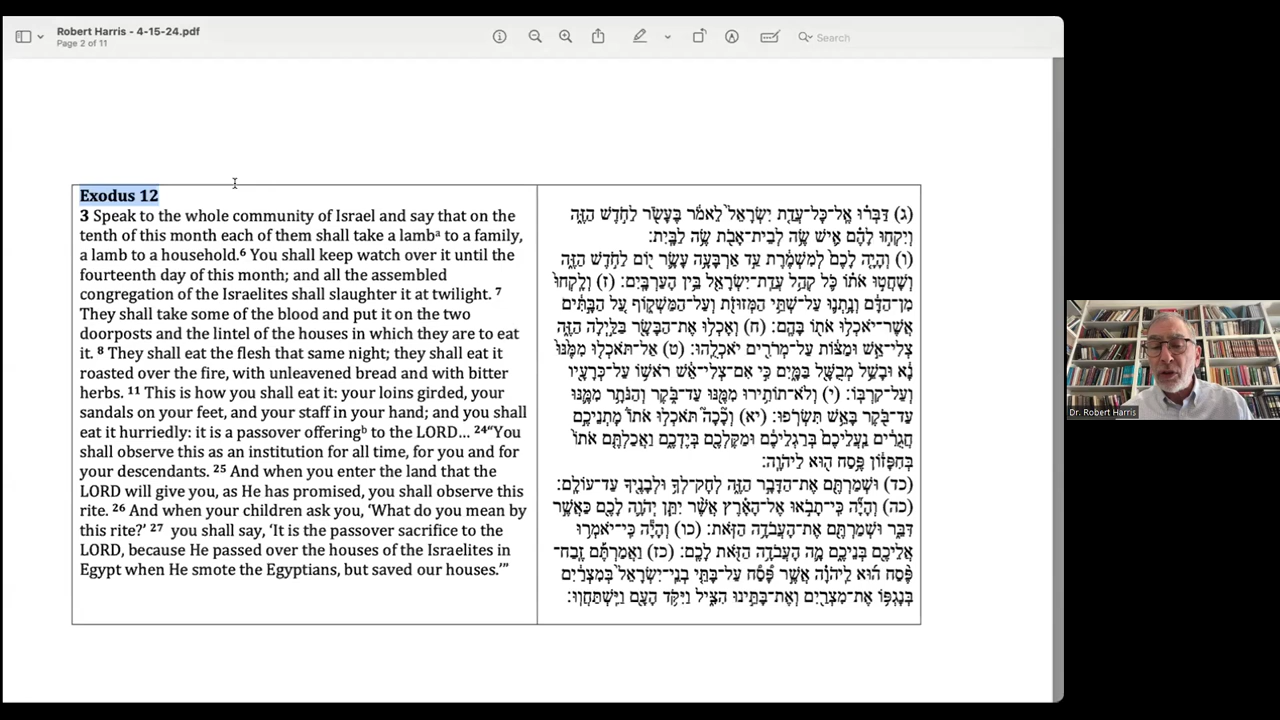 Robert Harris - 4-15-24.pdf
Page 2 of 11
Search
Exodus 12
3 Speak to the whole community of Israel and say that on the
tenth of this month each of them shall take a lambᵃ to a family,
a lamb to a household.⁶ You shall keep watch over it until the
fourteenth day of this month; and all the assembled
congregation of the Israelites shall slaughter it at twilight. ⁷
They shall take some of the blood and put it on the two
doorposts and the lintel of the houses in which they are to eat
it. ⁸ They shall eat the flesh that same night; they shall eat it
roasted over the fire, with unleavened bread and with bitter
herbs. ¹¹ This is how you shall eat it: your loins girded, your
sandals on your feet, and your staff in your hand; and you shall
eat it hurriedly: it is a passover offeringᵇ to the LORD… ²⁴“You
shall observe this as an institution for all time, for you and for
your descendants. ²⁵ And when you enter the land that the
LORD will give you, as He has promised, you shall observe this
rite. ²⁶ And when your children ask you, ‘What do you mean by
this rite?’ ²⁷ you shall say, ‘It is the passover sacrifice to the
LORD, because He passed over the houses of the Israelites in
Egypt when He smote the Egyptians, but saved our houses.’”
(ג) דַּבְּר֗וּ אֶֽל־כׇּל־עֲדַ֤ת יִשְׂרָאֵל֙ לֵאמֹ֔ר בֶּעָשֹׂ֖ר לַחֹ֣דֶשׁ הַזֶּ֑ה
וְיִקְח֣וּ לָהֶ֗ם אִ֛ישׁ שֶׂ֥ה לְבֵית־אָבֹ֖ת שֶׂ֥ה לַבָּֽיִת׃
(ו) וְהָיָ֤ה לָכֶם֙ לְמִשְׁמֶ֔רֶת עַ֣ד אַרְבָּעָ֥ה עָשָׂ֛ר י֖וֹם לַחֹ֣דֶשׁ הַזֶּ֑ה
וְשָׁחֲט֣וּ אֹת֗וֹ כֹּ֛ל קְהַ֥ל עֲדַֽת־יִשְׂרָאֵ֖ל בֵּ֥ין הָעַרְבָּֽיִם׃ (ז) וְלָֽקְחוּ֙
מִן־הַדָּ֔ם וְנָֽתְנ֛וּ עַל־שְׁתֵּ֥י הַמְּזוּזֹ֖ת וְעַל־הַמַּשְׁק֑וֹף עַ֚ל הַבָּ֣תִּ֔ים
אֲשֶׁר־יֹאכְל֥וּ אֹת֖וֹ בָּהֶֽם׃ (ח) וְאָכְל֥וּ אֶת־הַבָּשָׂ֖ר בַּלַּ֣יְלָה הַזֶּ֑ה
צְלִי־אֵ֣שׁ וּמַצּ֔וֹת עַל־מְרֹרִ֖ים יֹאכְלֻֽהוּ׃ (ט) אַל־תֹּאכְל֤וּ מִמֶּ֙נּוּ֙
נָ֔א וּבָשֵׁ֥ל מְבֻשָּׁ֖ל בַּמָּ֑יִם כִּ֣י אִם־צְלִי־אֵ֔שׁ רֹאשׁ֥וֹ עַל־כְּרָעָ֖יו
וְעַל־קִרְבּֽוֹ׃ (י) וְלֹא־תוֹתִ֥ירוּ מִמֶּ֖נּוּ עַד־בֹּ֑קֶר וְהַנֹּתָ֥ר מִמֶּ֛נּוּ
עַד־בֹּ֖קֶר בָּאֵ֥שׁ תִּשְׂרֹֽפוּ׃ (יא) וְכָ֘כָה֮ תֹּאכְל֣וּ אֹתוֹ֒ מׇתְנֵיכֶ֣ם
חֲגֻרִ֔ים נַֽעֲלֵיכֶם֙ בְּרַגְלֵיכֶ֔ם וּמַקֶּלְכֶ֖ם בְּיֶדְכֶ֑ם וַאֲכַלְתֶּ֤ם אֹתוֹ֙
בְּחִפָּז֔וֹן פֶּ֥סַח ה֖וּא לַיהֹוָֽה׃
(כד) וּשְׁמַרְתֶּ֖ם אֶת־הַדָּבָ֣ר הַזֶּ֑ה לְחׇק־לְךָ֥ וּלְבָנֶ֖יךָ עַד־עוֹלָֽם׃
(כה) וְהָיָ֞ה כִּֽי־תָבֹ֣אוּ אֶל־הָאָ֗רֶץ אֲשֶׁ֨ר יִתֵּ֧ן יְהֹוָ֛ה לָכֶ֖ם כַּאֲשֶׁ֣ר
דִּבֵּ֑ר וּשְׁמַרְתֶּ֖ם אֶת־הָעֲבֹדָ֥ה הַזֹּֽאת׃ (כו) וְהָיָ֕ה כִּֽי־יֹאמְר֥וּ
אֲלֵיכֶ֖ם בְּנֵיכֶ֑ם מָ֛ה הָעֲבֹדָ֥ה הַזֹּ֖את לָכֶֽם׃ (כז) וַאֲמַרְתֶּ֡ם זֶֽבַח־
פֶּ֨סַח ה֜וּא לַֽיהֹוָ֗ה אֲשֶׁ֣ר פָּ֠סַ֠ח עַל־בָּתֵּ֤י בְנֵֽי־יִשְׂרָאֵל֙ בְּמִצְרַ֔יִם
בְּנׇגְפּ֥וֹ אֶת־מִצְרַ֖יִם וְאֶת־בָּתֵּ֣ינוּ הִצִּ֑יל וַיִּקֹּ֥ד הָעָ֖ם וַיִּֽשְׁתַּחֲוֽוּ׃
Dr. Robert Harris